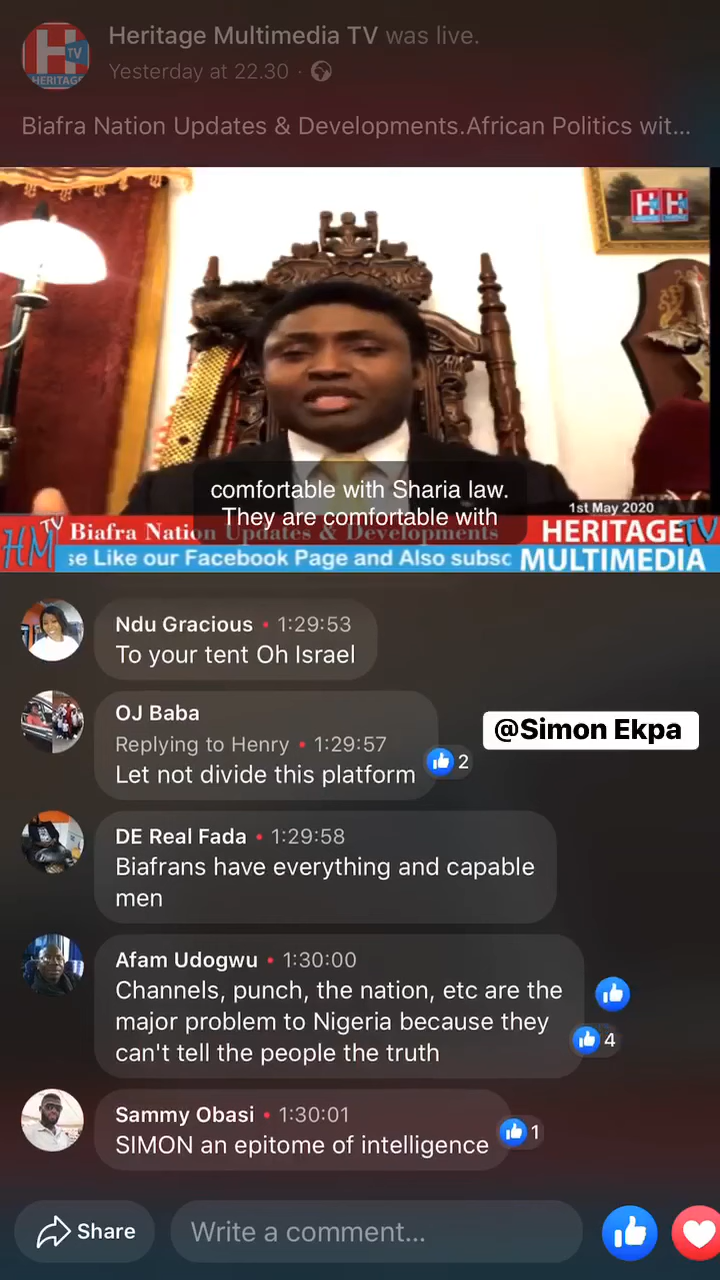 H TV
HERITAGE
Heritage Multimedia TV was live.
Yesterday at 22.30 ·
Biafra Nation Updates & Developments.African Politics wit...
H H
comfortable with Sharia law.
They are comfortable with
1st May 2020
HM TV Biafra Nation Updates & Developments
HERITAGE TV
se Like our Facebook Page and Also subsc
MULTIMEDIA
Ndu Gracious • 1:29:53
To your tent Oh Israel
OJ Baba
Replying to Henry • 1:29:57
Let not divide this platform
2
@Simon Ekpa
DE Real Fada • 1:29:58
Biafrans have everything and capable
men
Afam Udogwu • 1:30:00
Channels, punch, the nation, etc are the
major problem to Nigeria because they
can't tell the people the truth
4
Sammy Obasi • 1:30:01
SIMON an epitome of intelligence
1
Share
Write a comment...